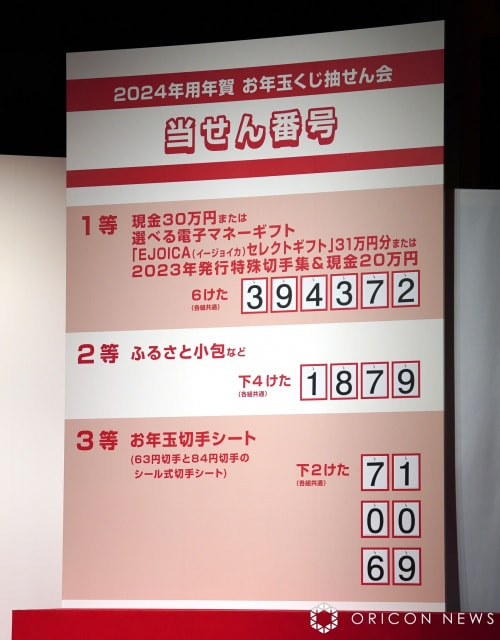 2024年用年賀 お年玉くじ抽せん会
当せん番号
1等 現金30万円または
選べる電子マネーギフト
「EJOICA(イージョイカ)セレクトギフト」31万円分または
2023年発行特殊切手集&現金20万円
6けた 394372
(各組共通)
2等 ふるさと小包など
下4けた 1879
(各組共通)
3等 お年玉切手シート
(63円切手と84円切手の
シール式切手シート)
下2けた 71
(各組共通)
00
69
ORICON NEWS